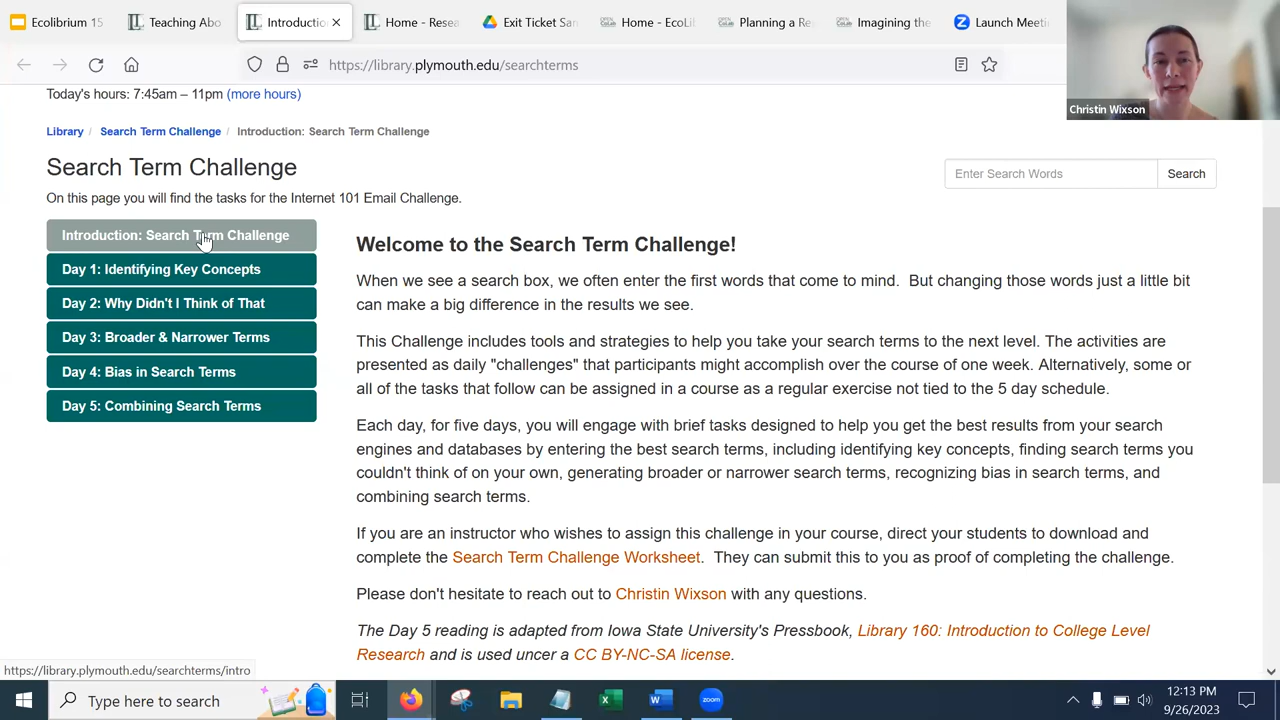 Ecolibrium 15
Teaching Abo
Introductio
Home - Resea
Exit Ticket Sam
Home - EcoLi
Planning a Re
Imagining the
Launch Meeti
https://library.plymouth.edu/searchterms
Christin Wixson
Today's hours: 7:45am – 11pm (more hours)
Library / Search Term Challenge / Introduction: Search Term Challenge
Search Term Challenge
Enter Search Words
Search
On this page you will find the tasks for the Internet 101 Email Challenge.
Introduction: Search Term Challenge
Day 1: Identifying Key Concepts
Day 2: Why Didn't I Think of That
Day 3: Broader & Narrower Terms
Day 4: Bias in Search Terms
Day 5: Combining Search Terms
Welcome to the Search Term Challenge!
When we see a search box, we often enter the first words that come to mind. But changing those words just a little bit
can make a big difference in the results we see.
This Challenge includes tools and strategies to help you take your search terms to the next level. The activities are
presented as daily "challenges" that participants might accomplish over the course of one week. Alternatively, some or
all of the tasks that follow can be assigned in a course as a regular exercise not tied to the 5 day schedule.
Each day, for five days, you will engage with brief tasks designed to help you get the best results from your search
engines and databases by entering the best search terms, including identifying key concepts, finding search terms you
couldn't think of on your own, generating broader or narrower search terms, recognizing bias in search terms, and
combining search terms.
If you are an instructor who wishes to assign this challenge in your course, direct your students to download and
complete the Search Term Challenge Worksheet. They can submit this to you as proof of completing the challenge.
Please don't hesitate to reach out to Christin Wixson with any questions.
The Day 5 reading is adapted from Iowa State University's Pressbook, Library 160: Introduction to College Level
Research and is used uncer a CC BY-NC-SA license.
https://library.plymouth.edu/searchterms/intro
Type here to search
zoom
12:13 PM
9/26/2023